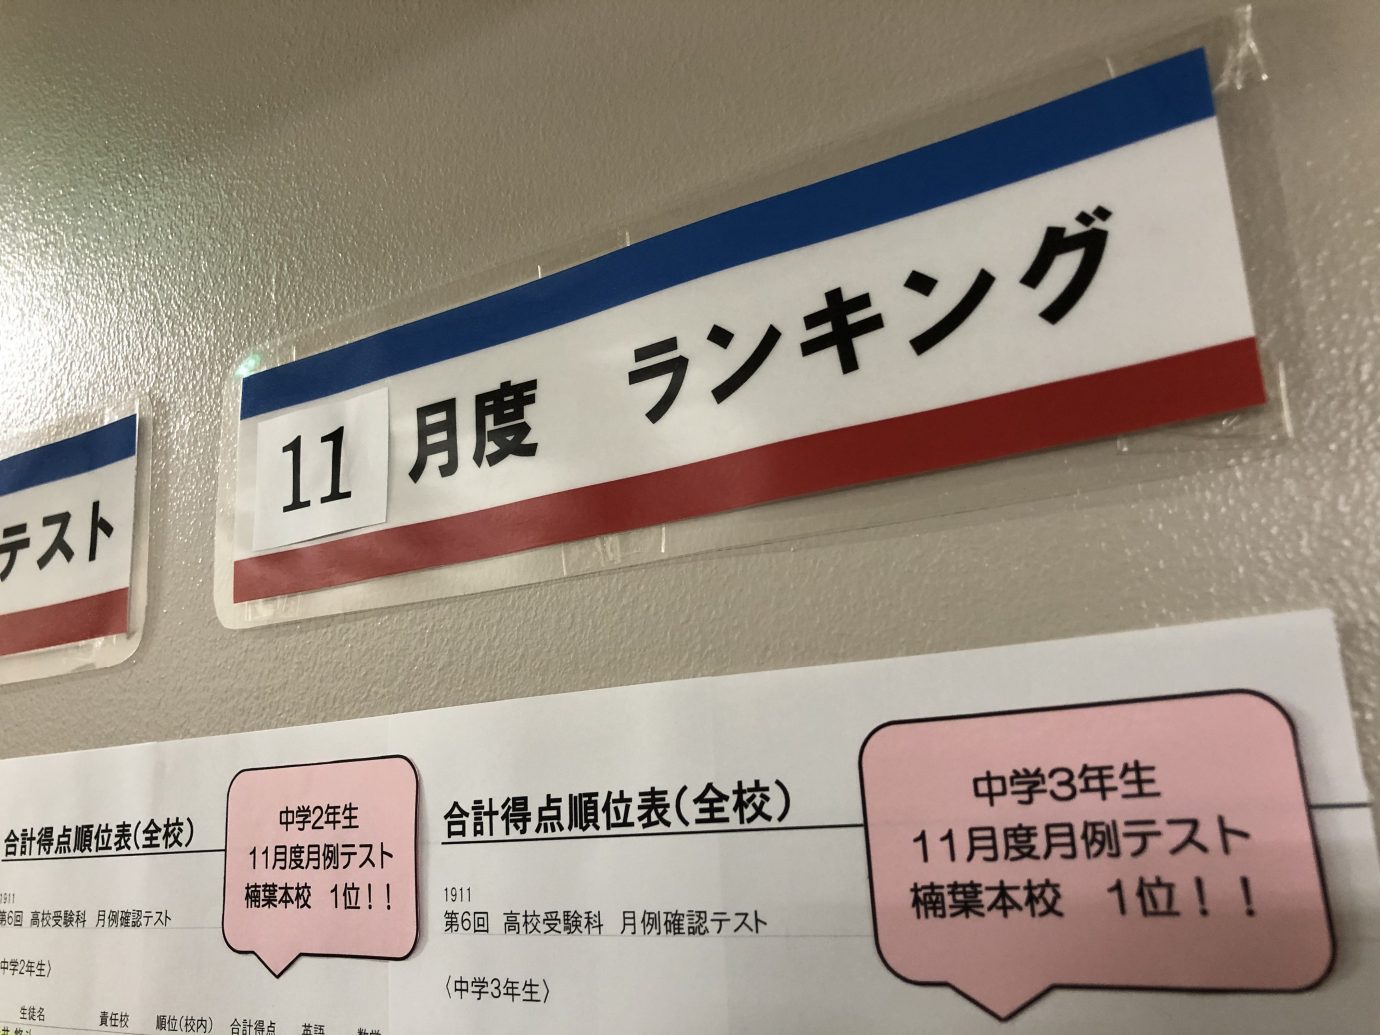 11月度 ランキング
テスト
合計得点順位表(全校)
中学2年生
11月度月例テスト
楠葉本校 1位!!
1911
第6回 高校受験科 月例確認テスト
中学2年生〉
生徒名 責任校 順位(校内) 合計得点 英語 数学
合計得点順位表(全校)
中学3年生
11月度月例テスト
楠葉本校 1位!!
1911
第6回 高校受験科 月例確認テスト
〈中学3年生〉